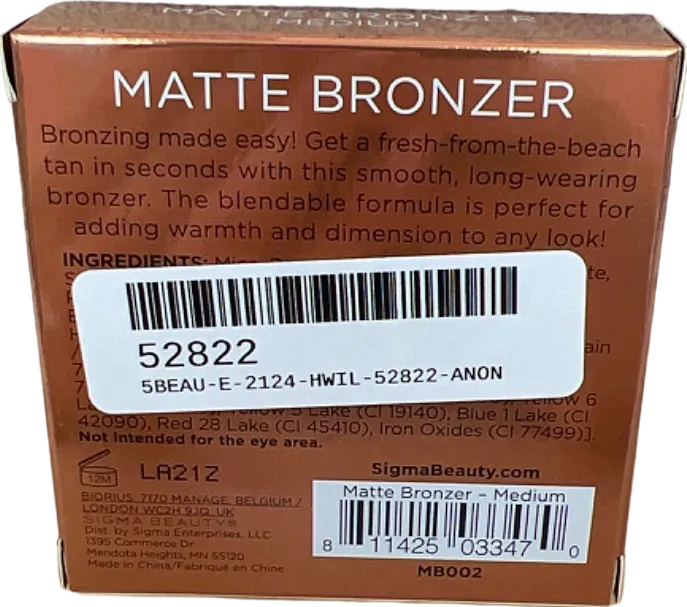 MATTE BRONZER
MEDIUM
MATTE BRONZER
Bronzing made easy! Get a fresh-from-the-beach
tan in seconds with this smooth, long-wearing
bronzer. The blendable formula is perfect for
adding warmth and dimension to any look!
INGREDIENTS:
52822
5BEAU-E-2124-HWIL-52822-ANON
Yellow 6
Yellow 5 Lake (CI 19140), Blue 1 Lake (CI
42090), Red 28 Lake (CI 45410), Iron Oxides (CI 77499)].
Not Intended for the eye area.
12M
LA21Z
BIORIUS: 7170 MANAGE, BELGIUM /
LONDON WC2H 9JQ, UK
SIGMA BEAUTY®
Dist. by Sigma Enterprises, LLC
1395 Commerce Dr
Mendota Heights, MN 55120
Made in China/Fabriqué en Chine
SigmaBeauty.com
Matte Bronzer - Medium
8 11425 03347 0
MB002